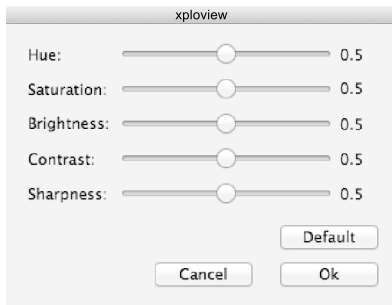 xploview
Hue: 0.5
Saturation: 0.5
Brightness: 0.5
Contrast: 0.5
Sharpness: 0.5
Default
Cancel Ok